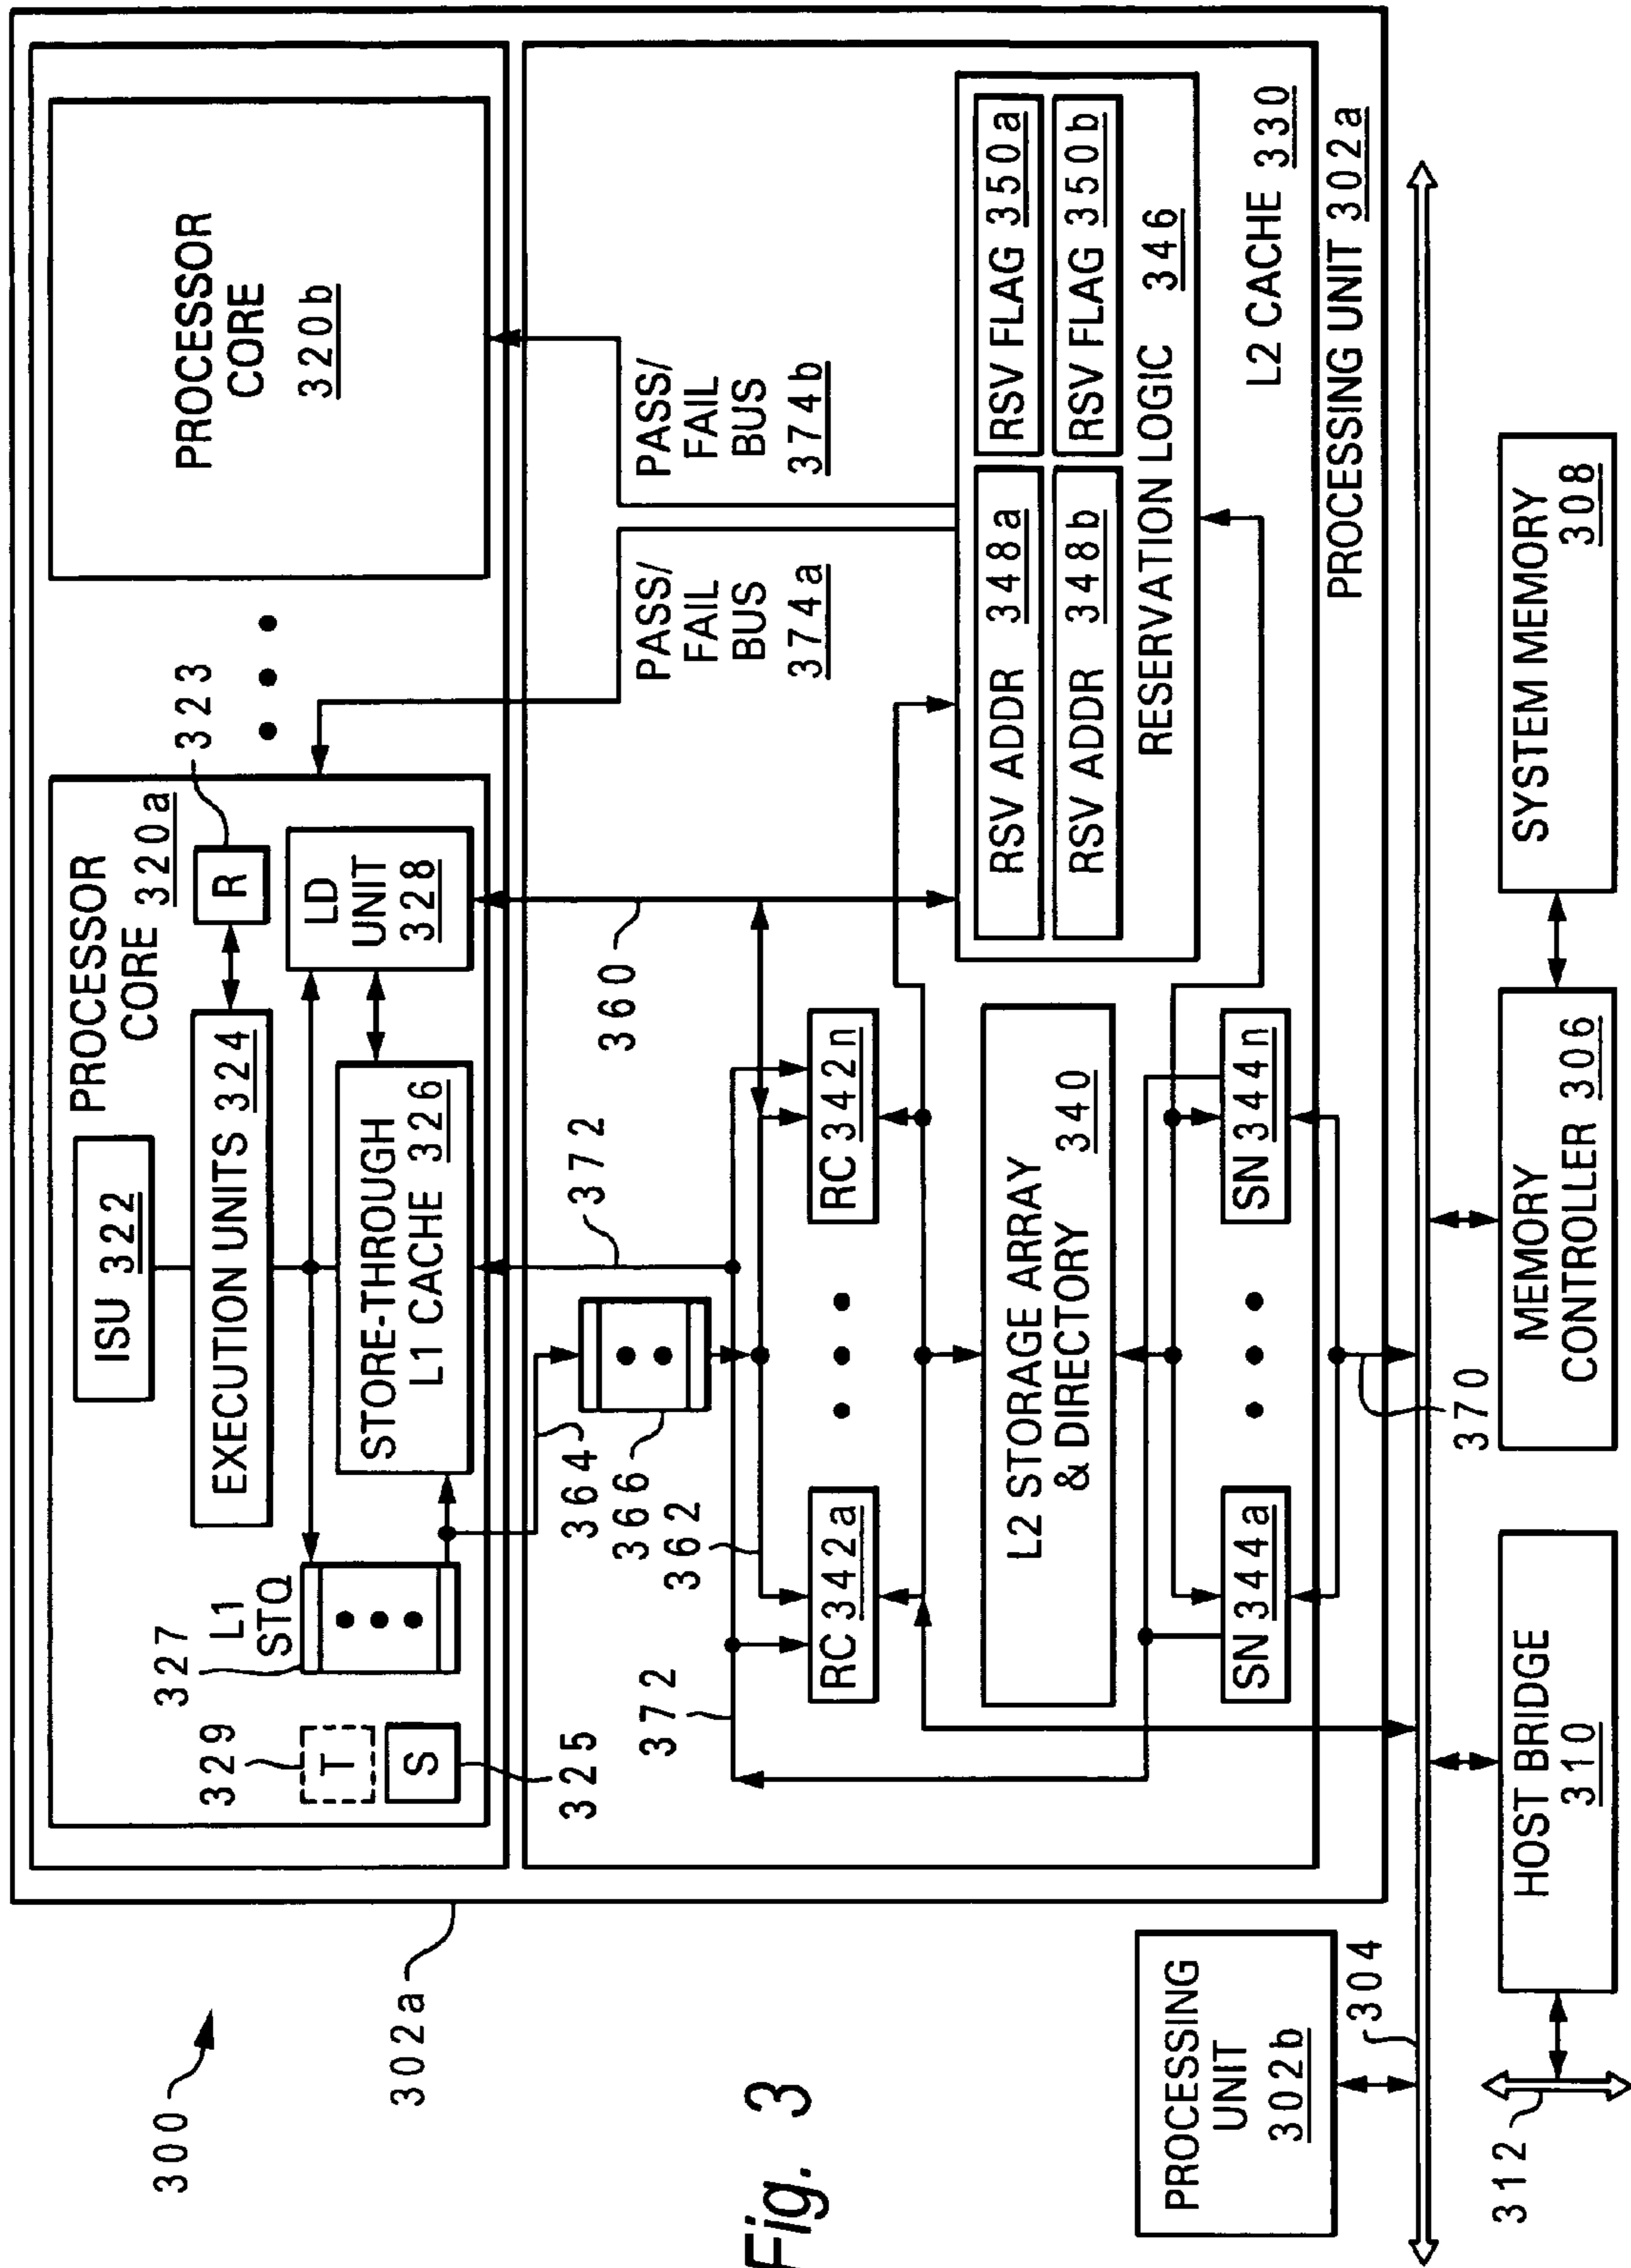 300
302a
PROCESSOR
CORE 320a
ISU 322
EXECUTION UNITS 324
R
323
L1
STQ
327
329
T
S
325
STORE-THROUGH
L1 CACHE 326
LD
UNIT
328
PROCESSOR
CORE
320b
364
366
362
372
372
360
PASS/
FAIL
BUS
374a
PASS/
FAIL
BUS
374b
RC 342a
RC 342n
L2 STORAGE ARRAY
& DIRECTORY 340
SN 344a
SN 344n
RSV ADDR 348a
RSV FLAG 350a
RSV ADDR 348b
RSV FLAG 350b
RESERVATION LOGIC 346
L2 CACHE 330
PROCESSING UNIT 302a
370
PROCESSING
UNIT
302b
304
312
HOST BRIDGE
310
MEMORY
CONTROLLER 306
SYSTEM MEMORY
308
Fig. 3